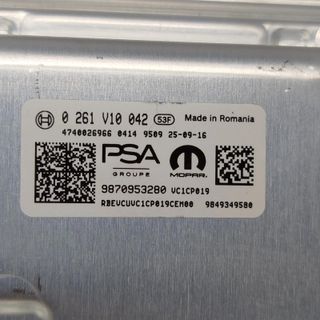 0 261 V10 042 53F Made in Romania
4740026966 0414 9509 25-09-16
PSA
GROUPE
MOPAR
9870953280 VC1CP019
RBEVCUVC1CP019CEM00 9849349580